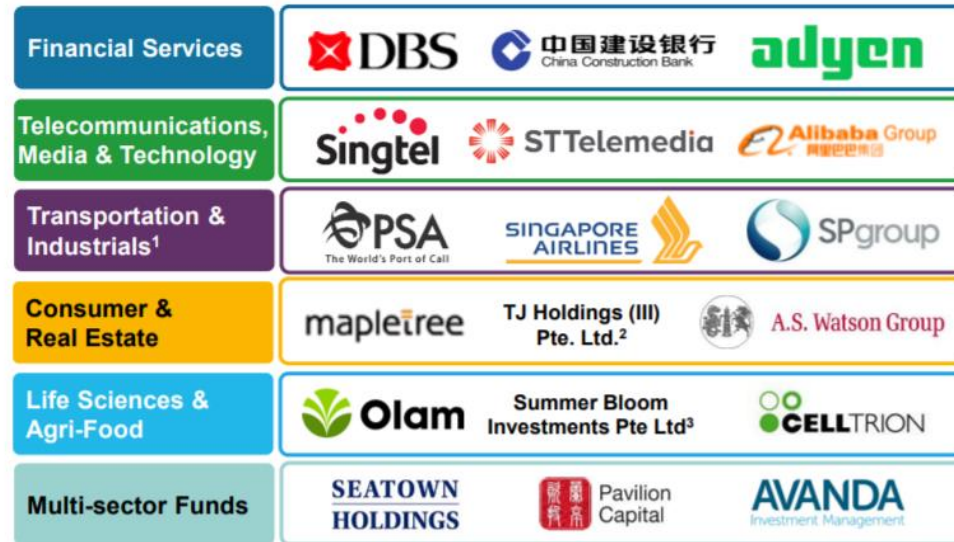 Financial Services
DBS
中国建设银行
China Construction Bank
adyen
Telecommunications,
Media & Technology
Singtel
STTelemedia
Alibaba Group
阿里巴巴集团
Transportation &
Industrials¹
PSA
The World's Port of Call
SINGAPORE
AIRLINES
SPgroup
Consumer &
Real Estate
mapletree
TJ Holdings (III)
Pte. Ltd.²
A.S. Watson Group
Life Sciences &
Agri-Food
Olam
Summer Bloom
Investments Pte Ltd³
CELLTRION
Multi-sector Funds
SEATOWN
HOLDINGS
Pavilion
Capital
AVANDA
Investment Management